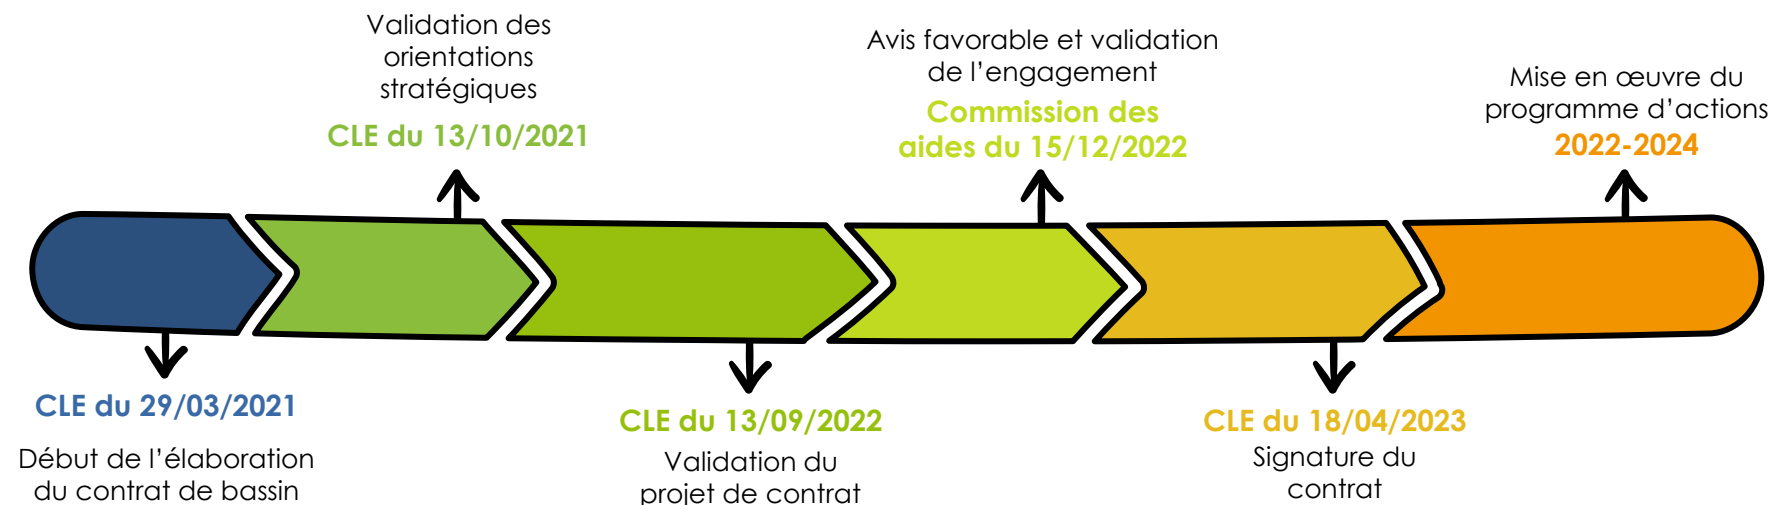 Validation des
orientations
stratégiques
CLE du 13/10/2021
Avis favorable et validation
de l’engagement
Commission des
aides du 15/12/2022
Mise en œuvre du
programme d’actions
2022-2024
CLE du 29/03/2021
Début de l’élaboration
du contrat de bassin
CLE du 13/09/2022
Validation du
projet de contrat
CLE du 18/04/2023
Signature du
contrat